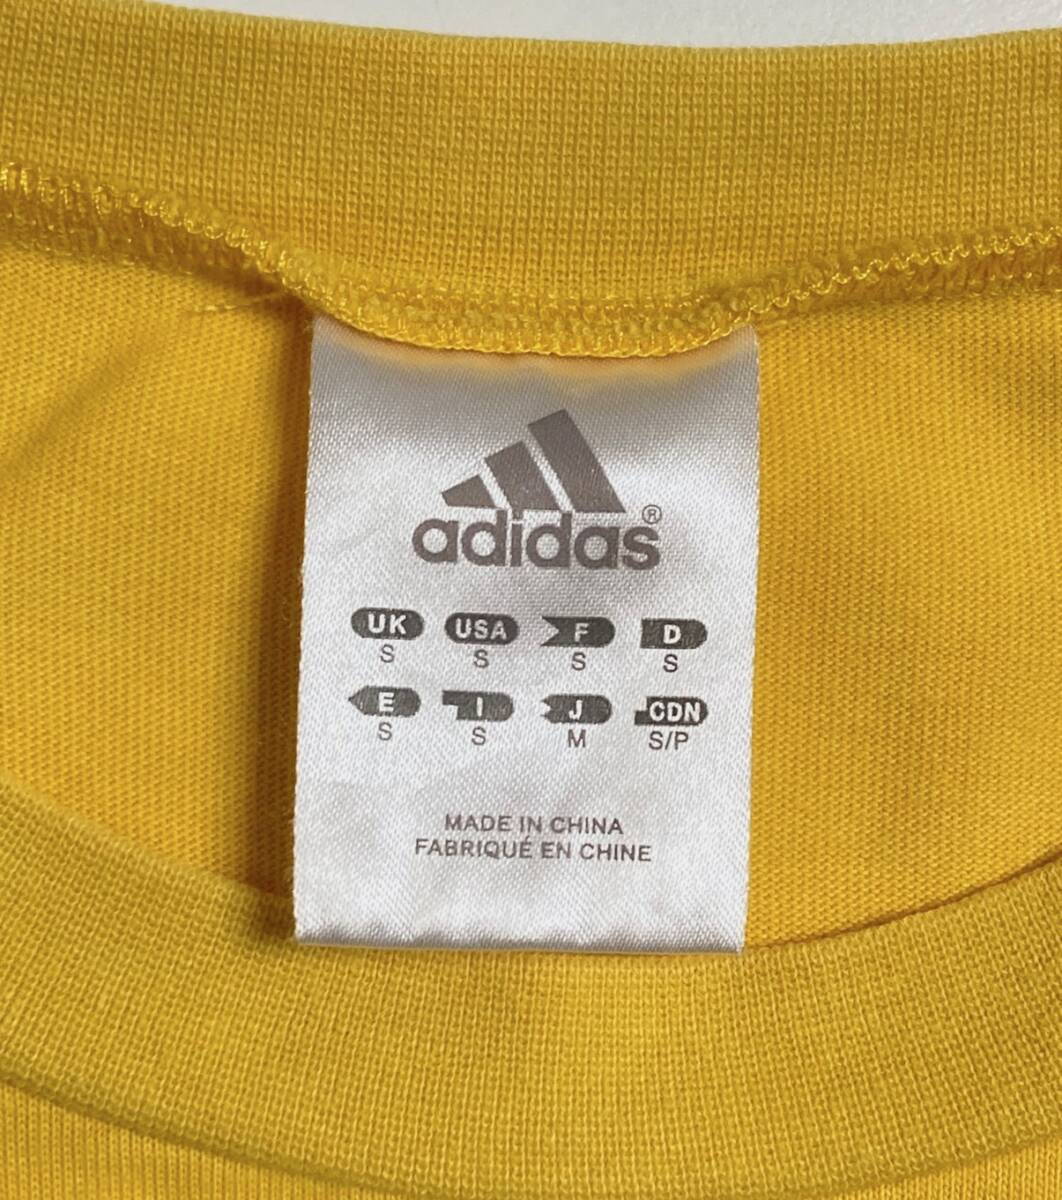 adidas®
UK USA F D
S S S S
E I J CDN
S S M S/P
MADE IN CHINA
FABRIQUÉ EN CHINE